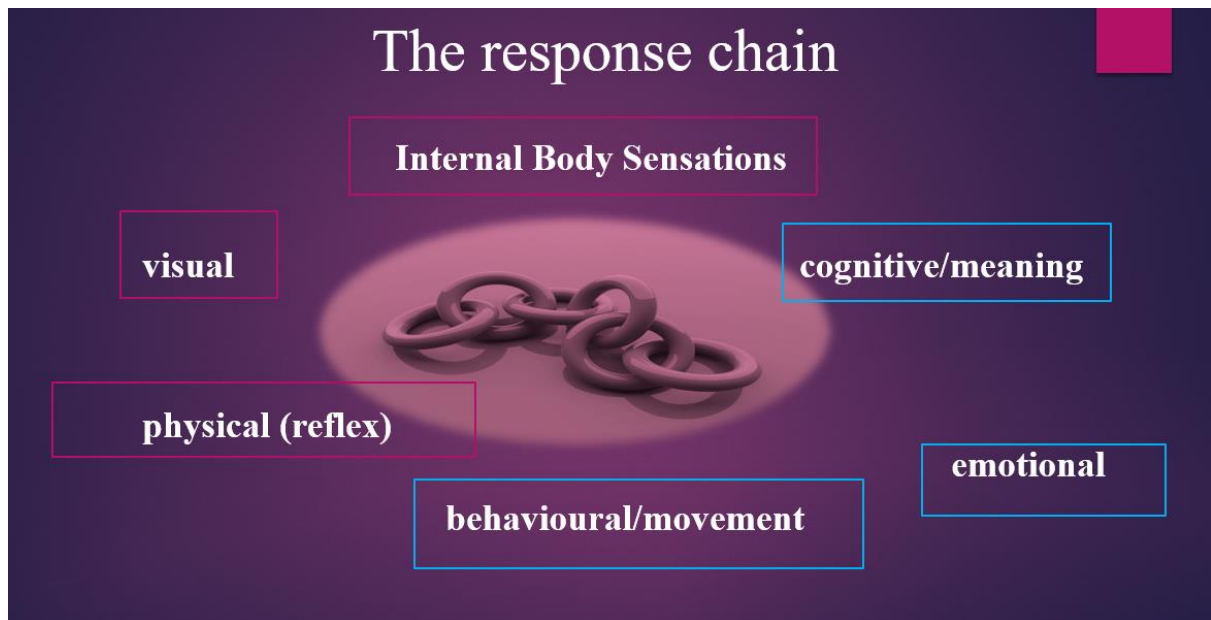 The response chain
Internal Body Sensations
visual
cognitive/meaning
physical (reflex)
emotional
behavioural/movement